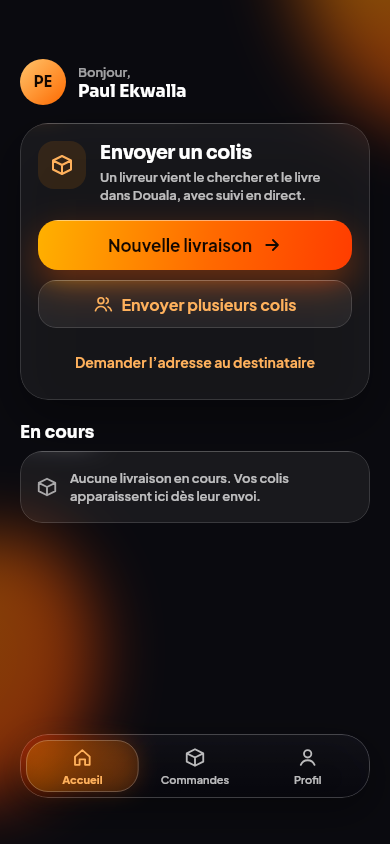 PE
Bonjour,
Paul Ekwalla
Envoyer un colis
Un livreur vient le chercher et le livre
dans Douala, avec suivi en direct.
Nouvelle livraison →
Envoyer plusieurs colis
Demander l’adresse au destinataire
En cours
Aucune livraison en cours. Vos colis
apparaissent ici dès leur envoi.
Accueil
Commandes
Profil